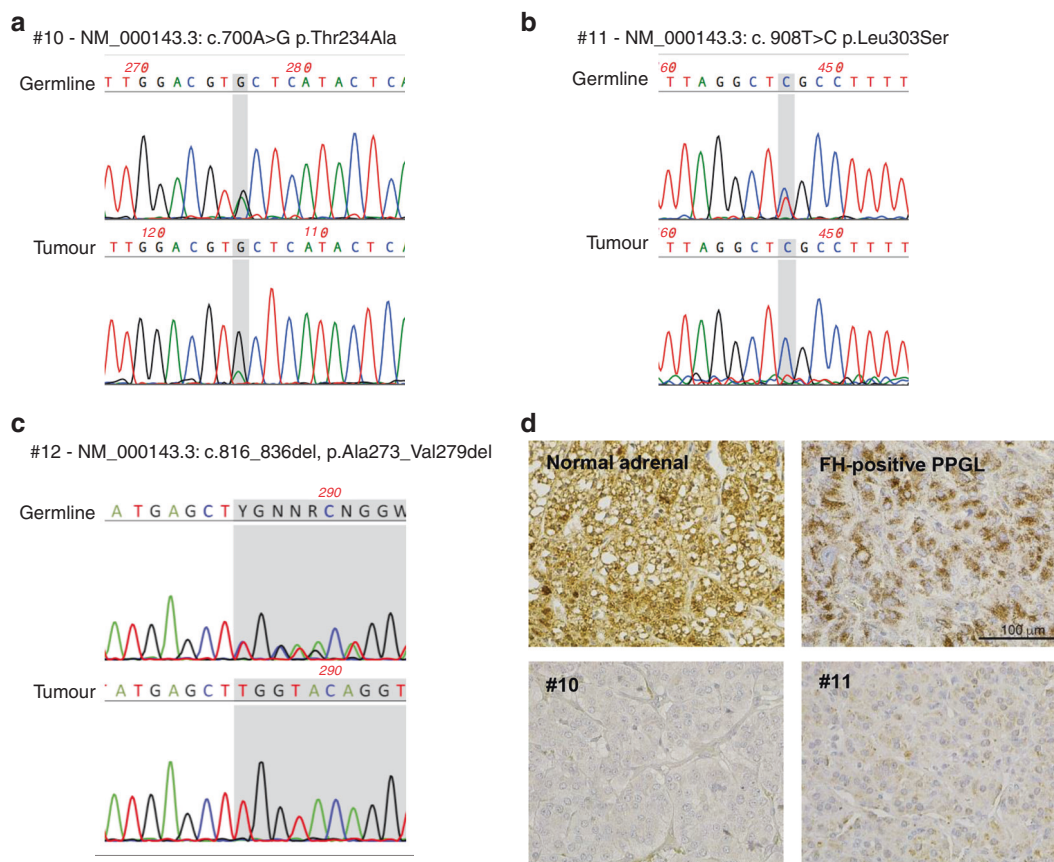 a
#10 - NM_000143.3: c.700A>G p.Thr234Ala
270 280
Germline T T G G A C G T G C T C A T A C T C A
120 110
Tumour T T G G A C G T G C T C A T A C T C A
b
#11 - NM_000143.3: c. 908T>C p.Leu303Ser
60 450
Germline T T A G G C T C G C C T T T T
60 450
Tumour T T A G G C T C G C C T T T T
c
#12 - NM_000143.3: c.816_836del, p.Ala273_Val279del
290
Germline A T G A G C T Y G N N R C N G G W
290
Tumour A T G A G C T T G G T A C A G G T
d
Normal adrenal
FH-positive PPGL
100 µm
#10
#11